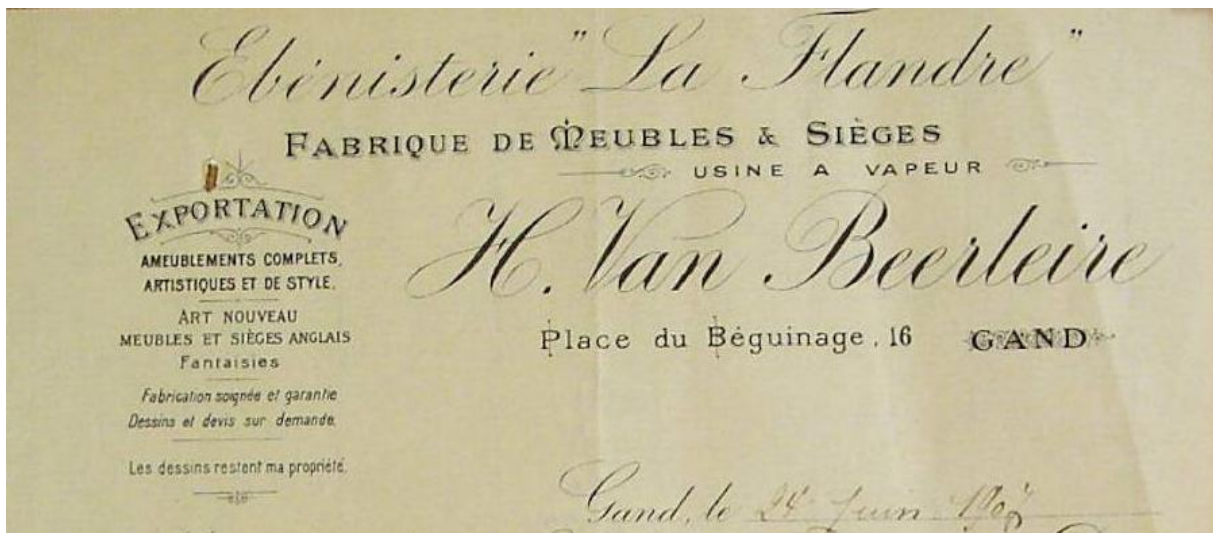 Ebénisterie "La Flandre"
FABRIQUE DE MEUBLES & SIÈGES
USINE A VAPEUR
EXPORTATION
AMEUBLEMENTS COMPLETS,
ARTISTIQUES ET DE STYLE.
ART NOUVEAU
MEUBLES ET SIÈGES ANGLAIS
Fantaisies
Fabrication soignée et garantie
Dessins et devis sur demande.
Les dessins restent ma propriété.
H. Van Beerleire
Place du Béguinage, 16 GAND
Gand, le 24 Juin